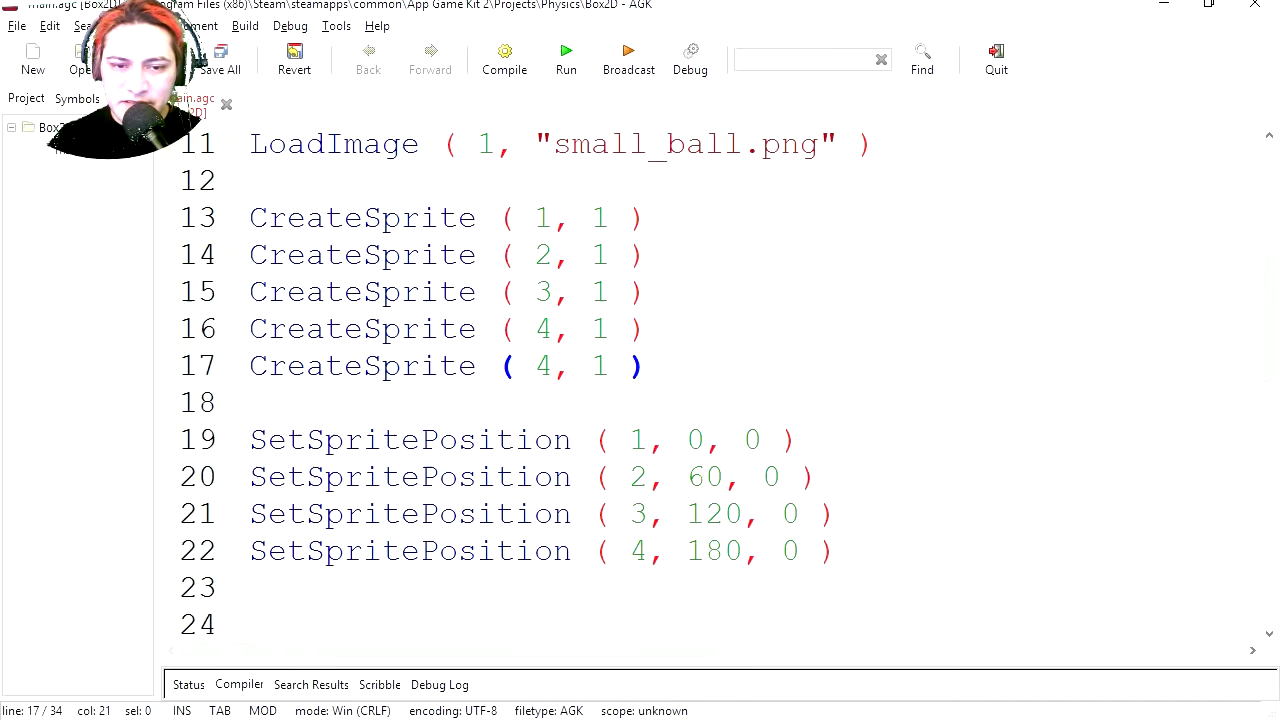 main.agc [Box2D] ogram Files (x86)\Steam\steamapps\common\App Game Kit 2\Projects\Physics\Box2D - AGK
File Edit Build Debug Tools Help
New Save All Revert Back Forward Compile Run Broadcast Debug Find Quit
Project Symbols
11 LoadImage ( 1, "small_ball.png" )
12
13 CreateSprite ( 1, 1 )
14 CreateSprite ( 2, 1 )
15 CreateSprite ( 3, 1 )
16 CreateSprite ( 4, 1 )
17 CreateSprite ( 4, 1 )
18
19 SetSpritePosition ( 1, 0, 0 )
20 SetSpritePosition ( 2, 60, 0 )
21 SetSpritePosition ( 3, 120, 0 )
22 SetSpritePosition ( 4, 180, 0 )
23
24
Status Compiler Search Results Scribble Debug Log
line: 17 / 34 col: 21 sel: 0 INS TAB MOD mode: Win (CRLF) encoding: UTF-8 filetype: AGK scope: unknown